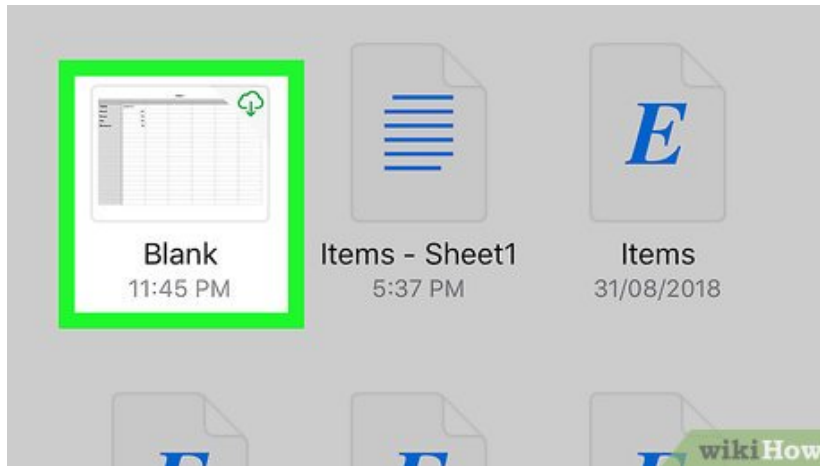 Blank
Items - Sheet1
Items
11:45 PM
5:37 PM
31/08/2018
E
E
E
E
wikiHow